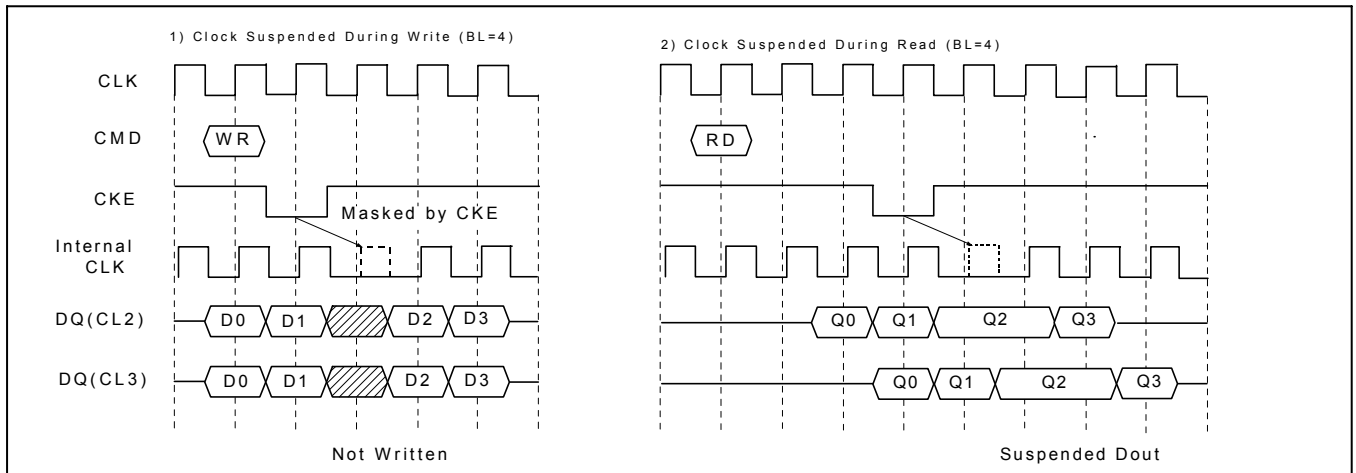 1) Clock Suspended During Write (BL=4)
2) Clock Suspended During Read (BL=4)
CLK
CMD
WR
RD
CKE
Masked by CKE
Internal
CLK
DQ(CL2)
D0 D1 D2 D3
Q0 Q1 Q2 Q3
DQ(CL3)
D0 D1 D2 D3
Q0 Q1 Q2 Q3
Not Written
Suspended Dout